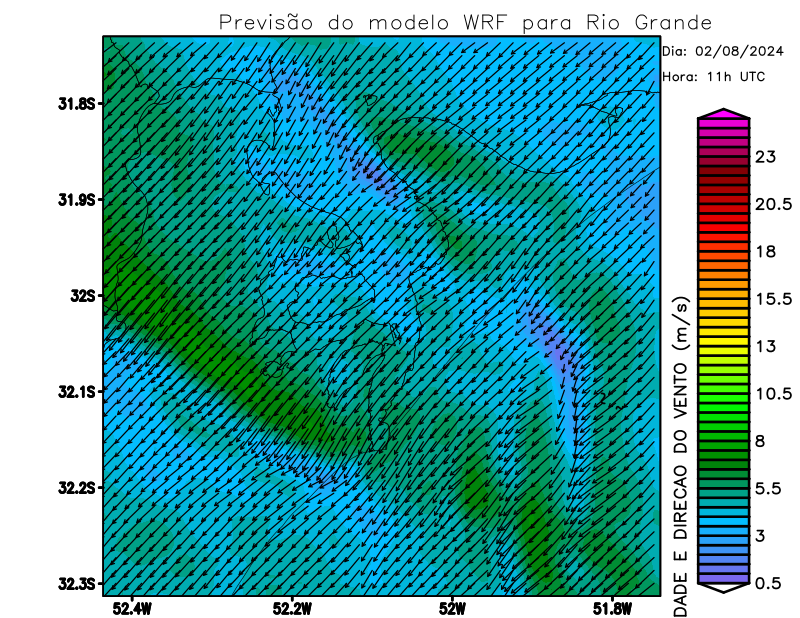 Previsão do modelo WRF para Rio Grande
Dia: 02/08/2024
Hora: 11h UTC
31.8S
31.9S
32S
32.1S
32.2S
32.3S
52.4W
52.2W
52W
51.8W
DADE E DIRECAO DO VENTO (m/s)
23
20.5
18
15.5
13
10.5
8
5.5
3
0.5